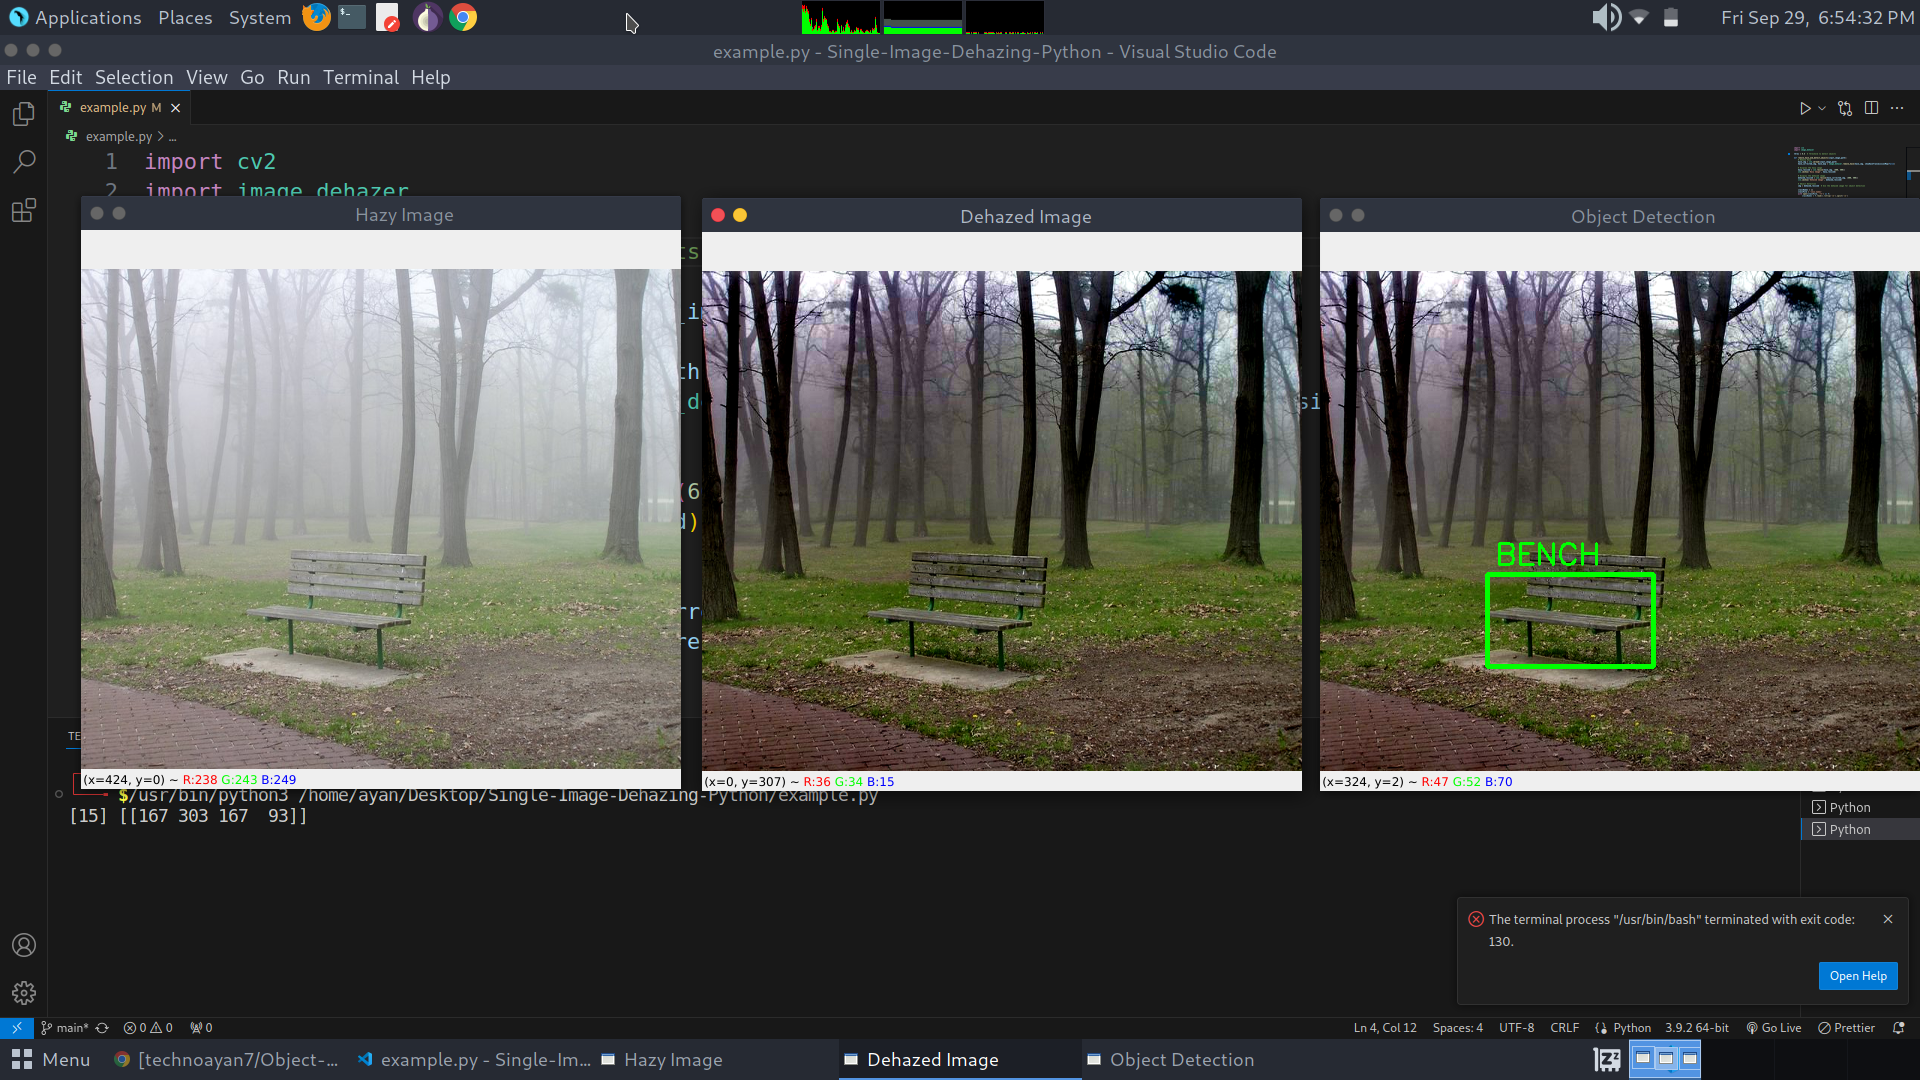 Applications Places System
Fri Sep 29, 6:54:32 PM
example.py - Single-Image-Dehazing-Python - Visual Studio Code
File Edit Selection View Go Run Terminal Help
example.py M
example.py > ...
1 import cv2
2 import image_dehazer
Hazy Image
Dehazed Image
Object Detection
BENCH
(x=424, y=0) ~ R:238 G:243 B:249
(x=0, y=307) ~ R:36 G:34 B:15
(x=324, y=2) ~ R:47 G:52 B:70
$/usr/bin/python3 /home/ayan/Desktop/Single-Image-Dehazing-Python/example.py
[15] [[167 303 167  93]]
Python
Python
The terminal process "/usr/bin/bash" terminated with exit code:
130.
Open Help
main* 0 0 0
Ln 4, Col 12 Spaces: 4 UTF-8 CRLF Python 3.9.2 64-bit Go Live Prettier
Menu [technoayan7/Object-... example.py - Single-Im... Hazy Image Dehazed Image Object Detection